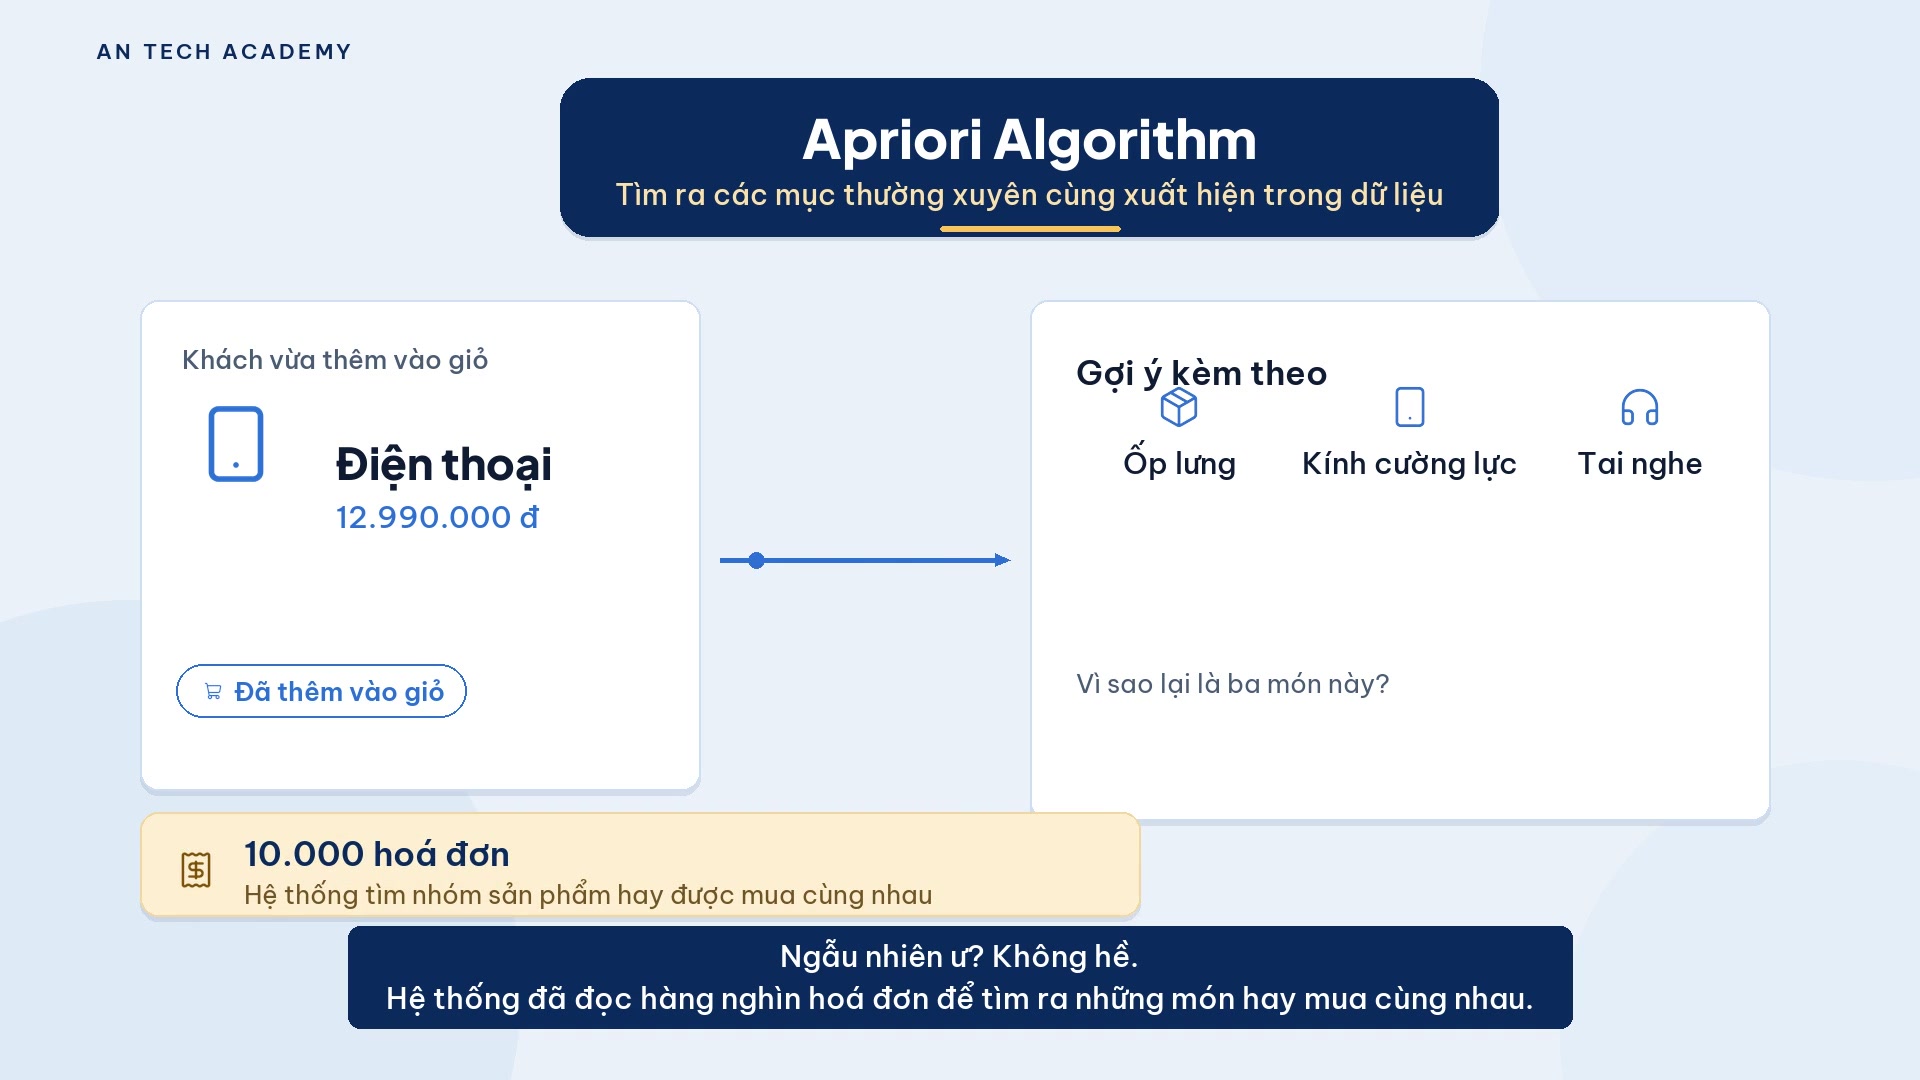 AN TECH ACADEMY
Apriori Algorithm
Tìm ra các mục thường xuyên cùng xuất hiện trong dữ liệu
Khách vừa thêm vào giỏ
Điện thoại
12.990.000 đ
Đã thêm vào giỏ
Gợi ý kèm theo
Ốp lưng
Kính cường lực
Tai nghe
Vì sao lại là ba món này?
10.000 hoá đơn
Hệ thống tìm nhóm sản phẩm hay được mua cùng nhau
Ngẫu nhiên ư? Không hề.
Hệ thống đã đọc hàng nghìn hoá đơn để tìm ra những món hay mua cùng nhau.